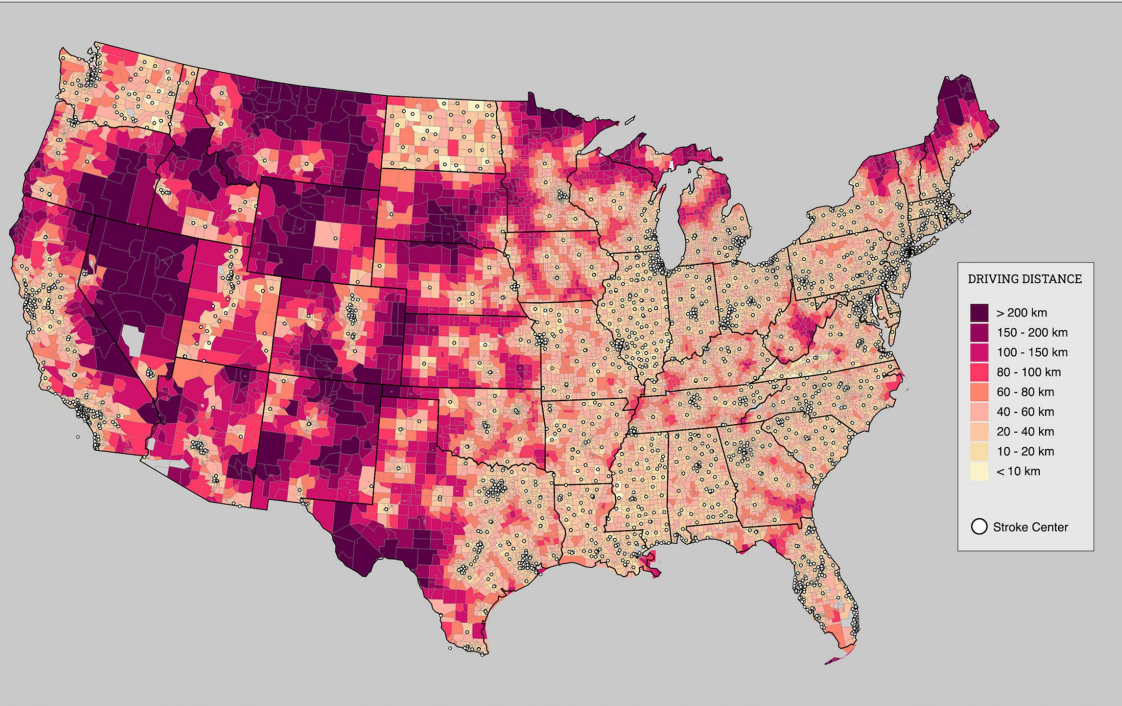 DRIVING DISTANCE
> 200 km
150 - 200 km
100 - 150 km
80 - 100 km
60 - 80 km
40 - 60 km
20 - 40 km
10 - 20 km
< 10 km
Stroke Center